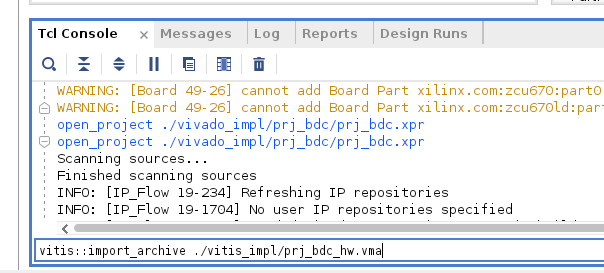 Tcl Console × Messages Log Reports Design Runs
WARNING: [Board 49-26] cannot add Board Part xilinx.com:zcu670:part0
WARNING: [Board 49-26] cannot add Board Part xilinx.com:zcu670ld:part
open_project ./vivado_impl/prj_bdc/prj_bdc.xpr
open_project ./vivado_impl/prj_bdc/prj_bdc.xpr
Scanning sources...
Finished scanning sources
INFO: [IP_Flow 19-234] Refreshing IP repositories
INFO: [IP_Flow 19-1704] No user IP repositories specified
vitis::import_archive ./vitis_impl/prj_bdc_hw.vma